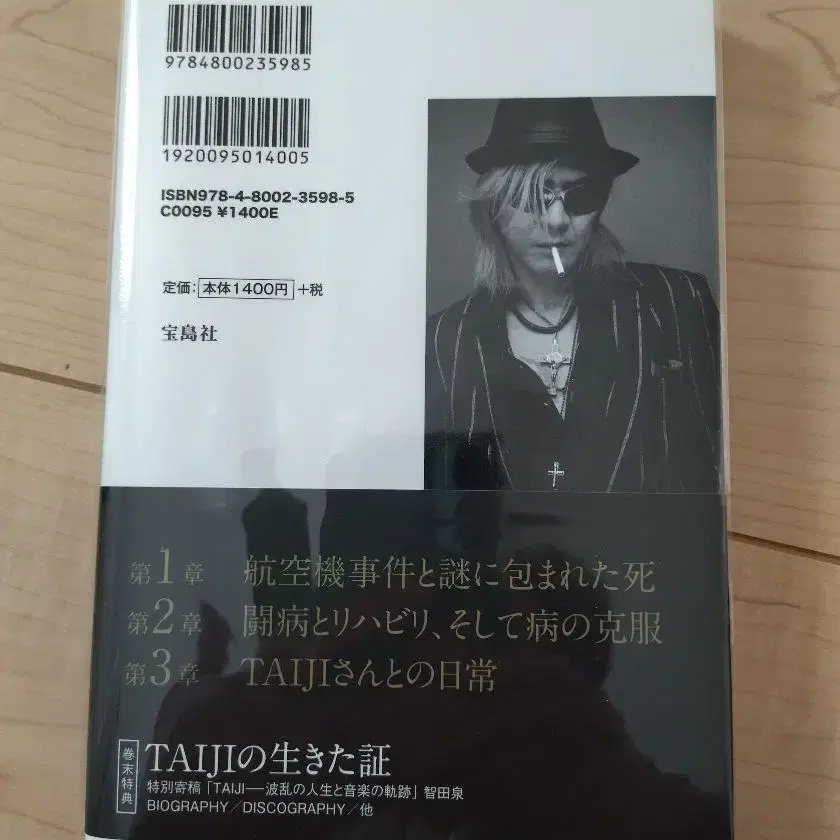 9784800235985
1920095014005
ISBN978-4-8002-3598-5
C0095 ¥1400E
定価：本体1400円+税
宝島社
第1章 航空機事件と謎に包まれた死
第2章 闘病とリハビリ、そして病の克服
第3章 TAIJIさんとの日常
巻末特典
TAIJIの生きた証
特別寄稿「TAIJI──波乱の人生と音楽の軌跡」智田泉
BIOGRAPHY／DISCOGRAPHY／他